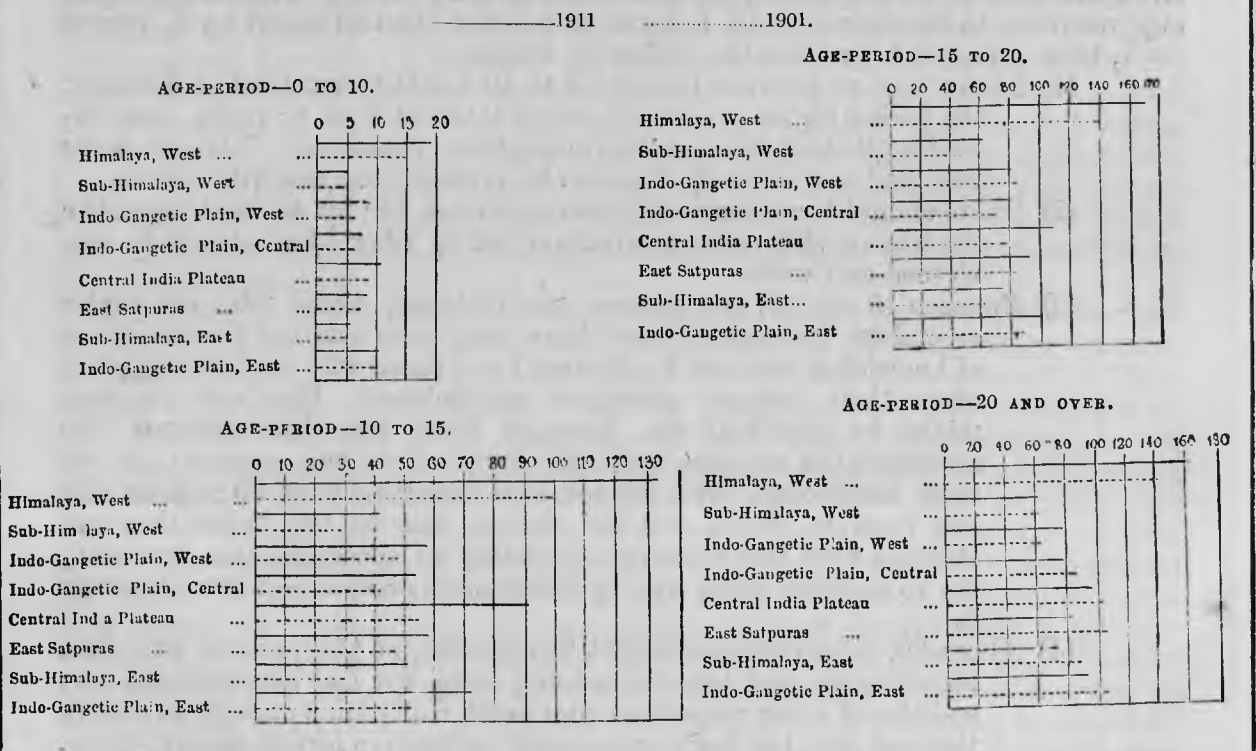 1911 1901.
AGE-PERIOD—0 TO 10.
0 5 10 15 20
Himalaya, West ... ...
Sub-Himalaya, West ...
Indo Gangetic Plain, West ...
Indo-Gangetic Plain, Central
Central India Plateau ...
East Satpuras ... ...
Sub-Himalaya, East ...
Indo-Gangetic Plain, East ...
AGE-PERIOD—15 TO 20.
0 20 40 60 80 100 120 140 160
Himalaya, West ... ...
Sub-Himalaya, West ...
Indo-Gangetic Plain, West ...
Indo-Gangetic Plain, Central ...
Central India Plateau ...
East Satpuras ... ...
Sub-Himalaya, East... ...
Indo-Gangetic Plain, East ...
AGE-PERIOD—10 TO 15.
0 10 20 30 40 50 60 70 80 90 100 110 120 130
Himalaya, West ... ...
Sub-Himalaya, West ...
Indo-Gangetic Plain, West ...
Indo-Gangetic Plain, Central
Central Ind a Plateau ...
East Satpuras ... ...
Sub-Himalaya, East ...
Indo-Gangetic Plain, East ...
AGE-PERIOD—20 AND OVER.
0 20 40 60 80 100 120 140 160 180
Himalaya, West ... ...
Sub-Himalaya, West ...
Indo-Gangetic Plain, West ...
Indo-Gangetic Plain, Central
Central India Plateau ...
East Satpuras ... ...
Sub-Himalaya, East ...
Indo-Gangetic Plain, East ...